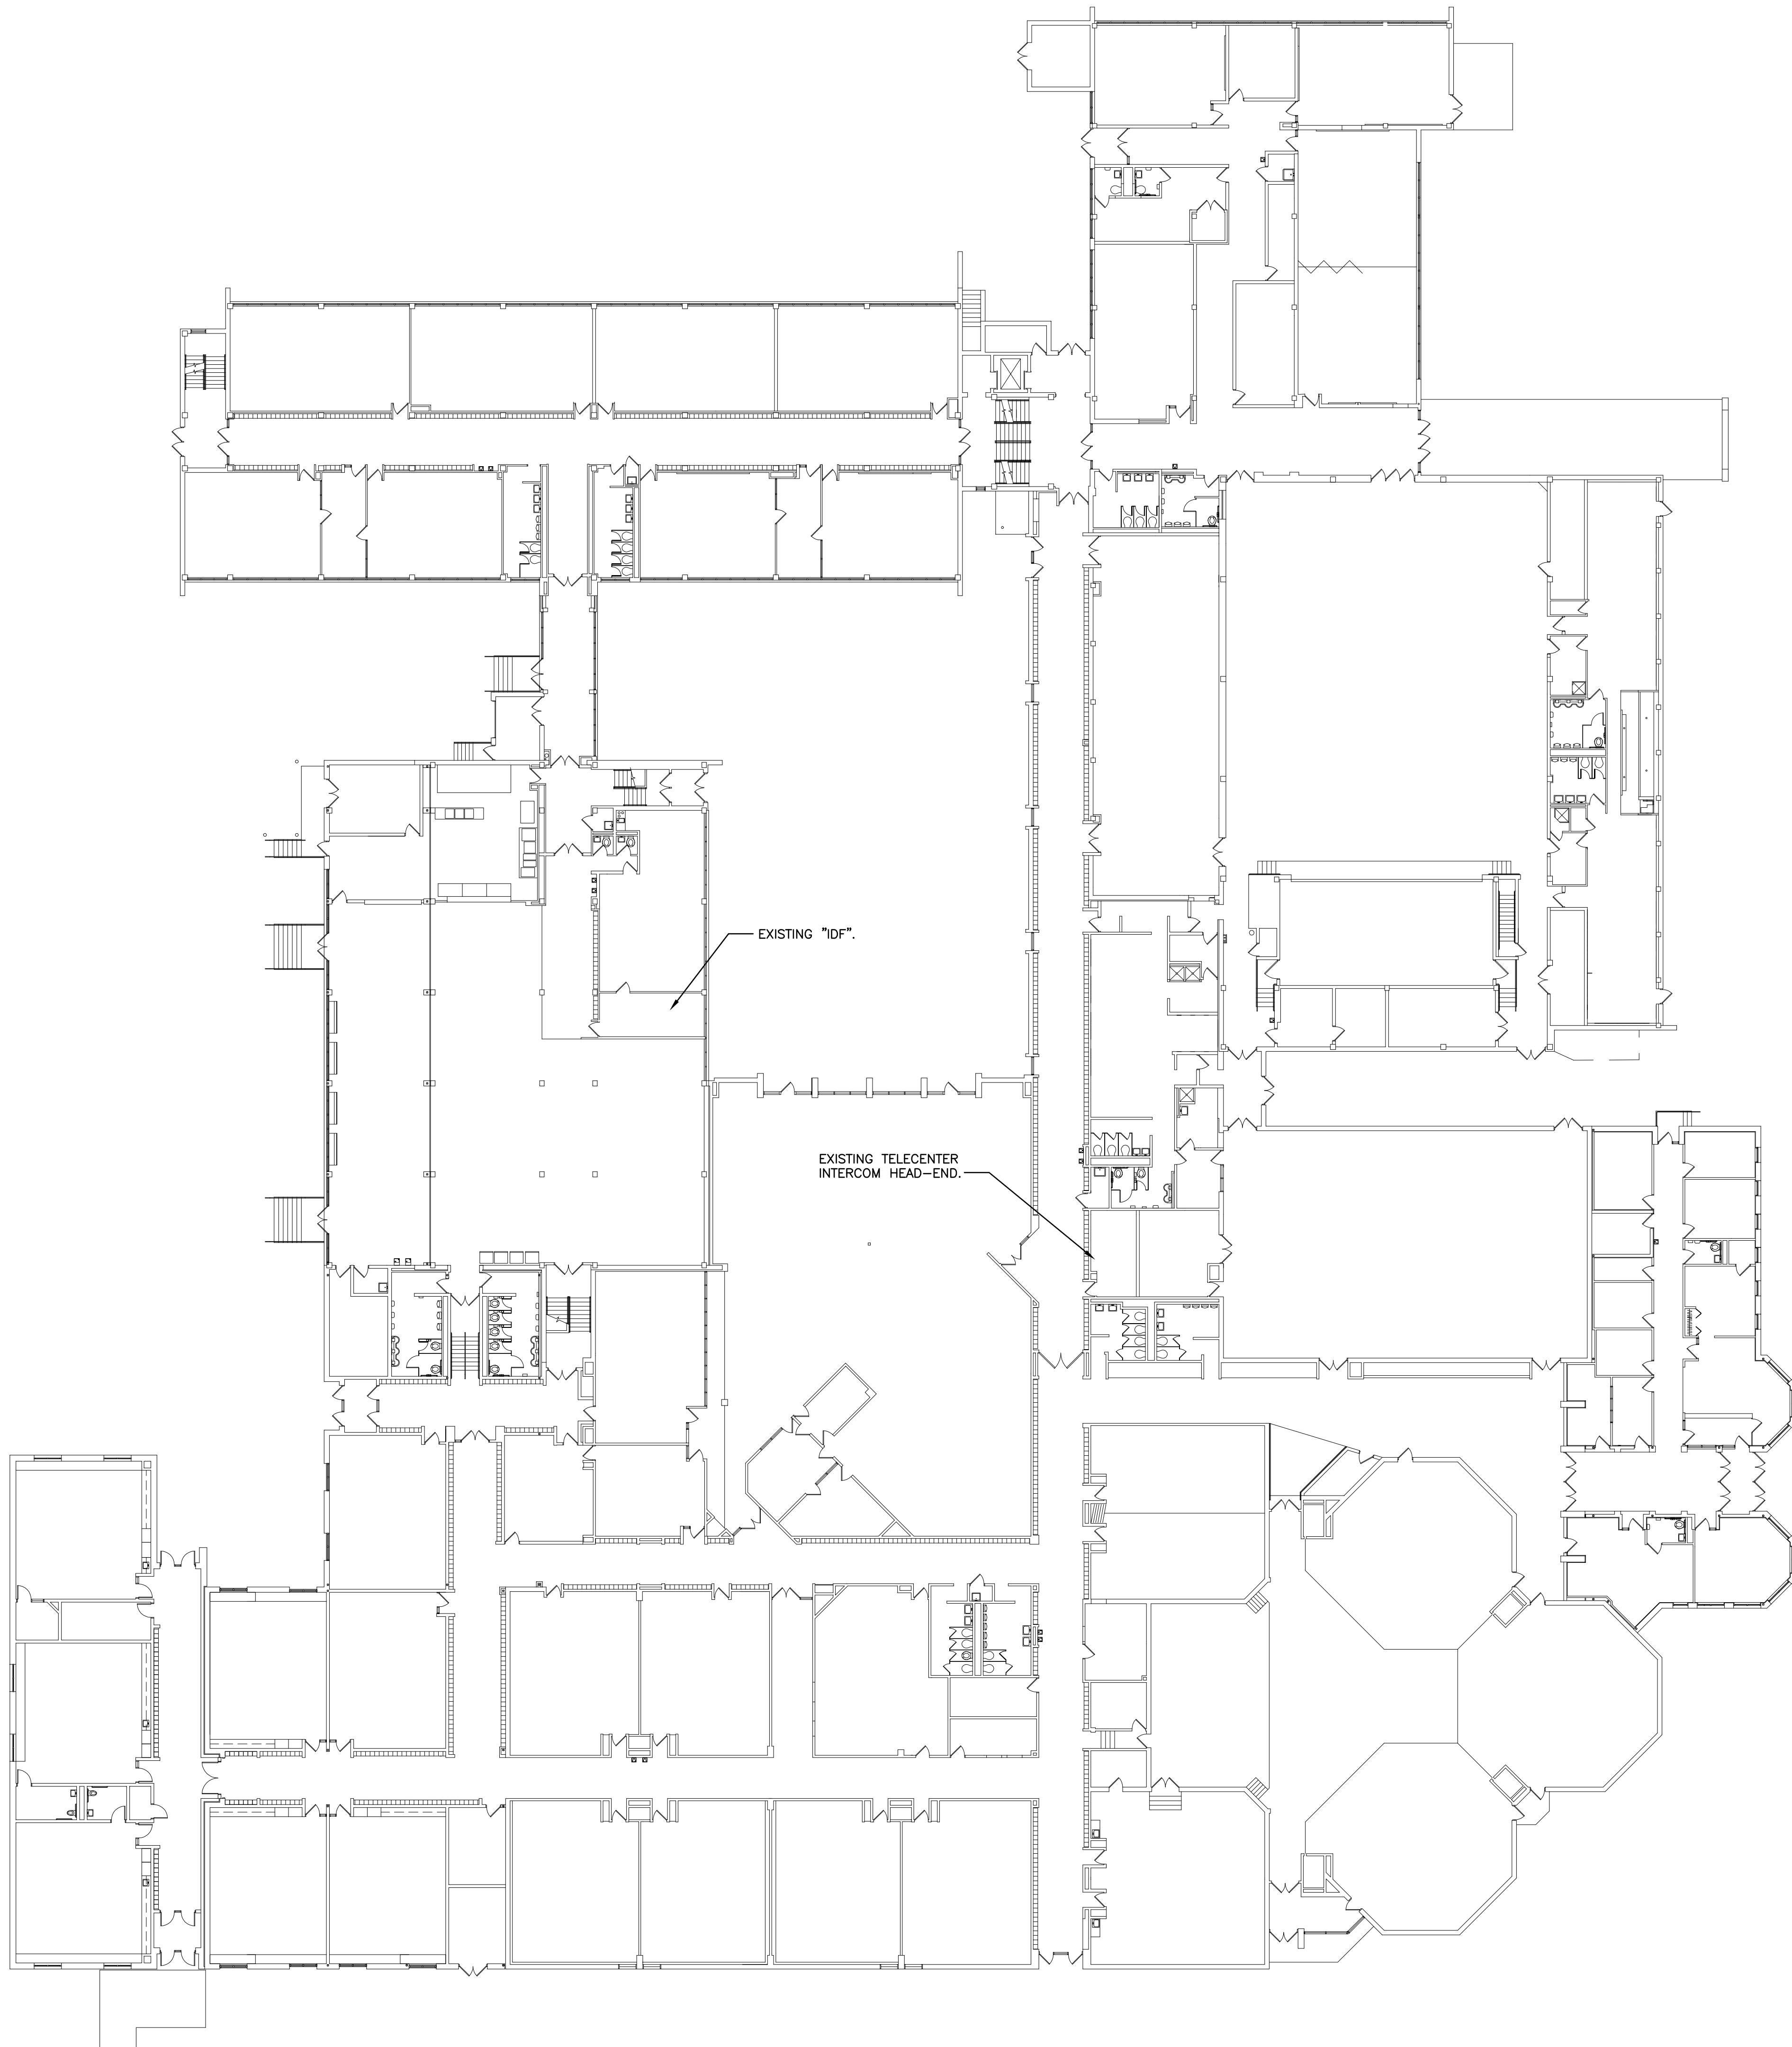 EXISTING "IDF".
EXISTING TELECENTER
INTERCOM HEAD-END.